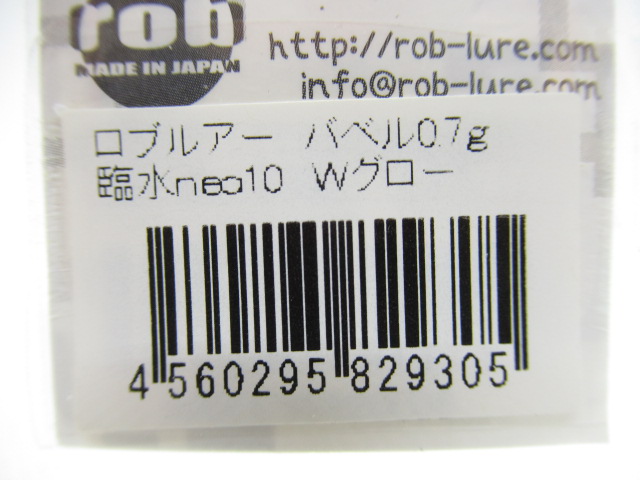 rob
MADE IN JAPAN
http://rob-lure.com
info@rob-lure.com
ロブルアー バベル0.7g
臨水neo10 Wグロー
4 560295 829305